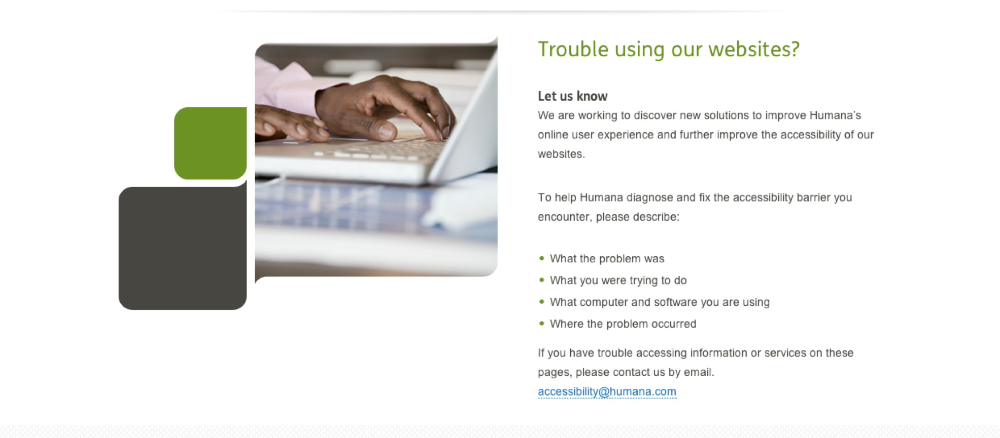 Trouble using our websites?
Let us know
We are working to discover new solutions to improve Humana’s
online user experience and further improve the accessibility of our
websites.
To help Humana diagnose and fix the accessibility barrier you
encounter, please describe:
• What the problem was
• What you were trying to do
• What computer and software you are using
• Where the problem occurred
If you have trouble accessing information or services on these
pages, please contact us by email.
accessibility@humana.com